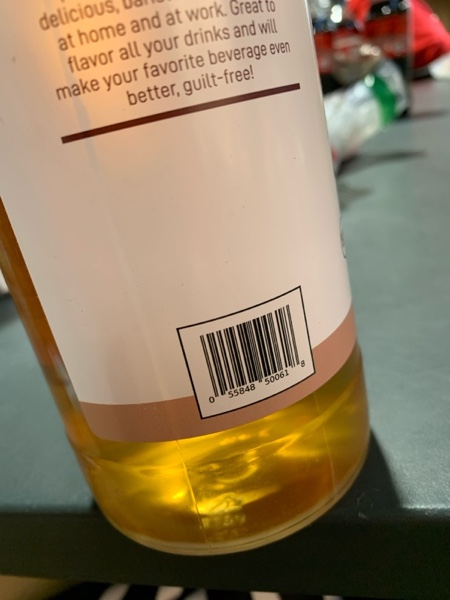 delicious,
at home and at work. Great to
flavor all your drinks and will
make your favorite beverage even
better, guilt-free!
0 55848 50061 8